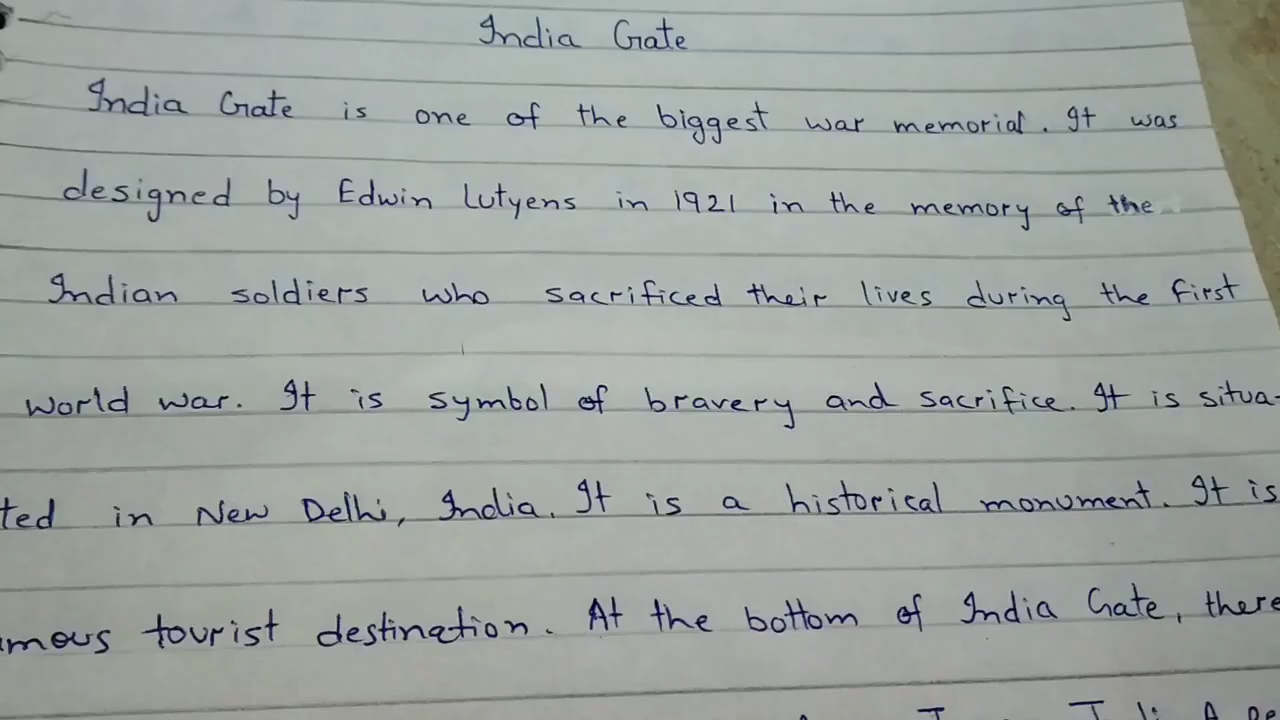 India Gate
India Gate is one of the biggest war memorial. It was
designed by Edwin Lutyens in 1921 in the memory of the
Indian soldiers who sacrificed their lives during the first
world war. It is symbol of bravery and sacrifice. It is situa-
ted in New Delhi, India. It is a historical monument. It is
mous tourist destination. At the bottom of India Gate, there